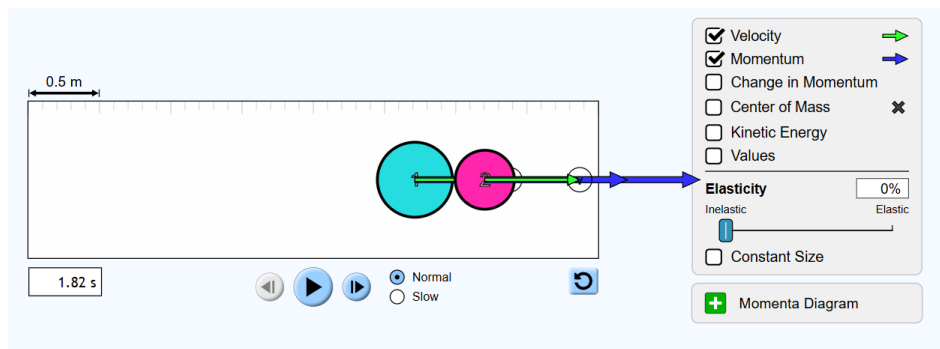 Velocity
Momentum
Change in Momentum
Center of Mass
Kinetic Energy
Values
Elasticity 0%
Inelastic Elastic
Constant Size
Momenta Diagram
0.5 m
1 2
1.82 s
Normal
Slow